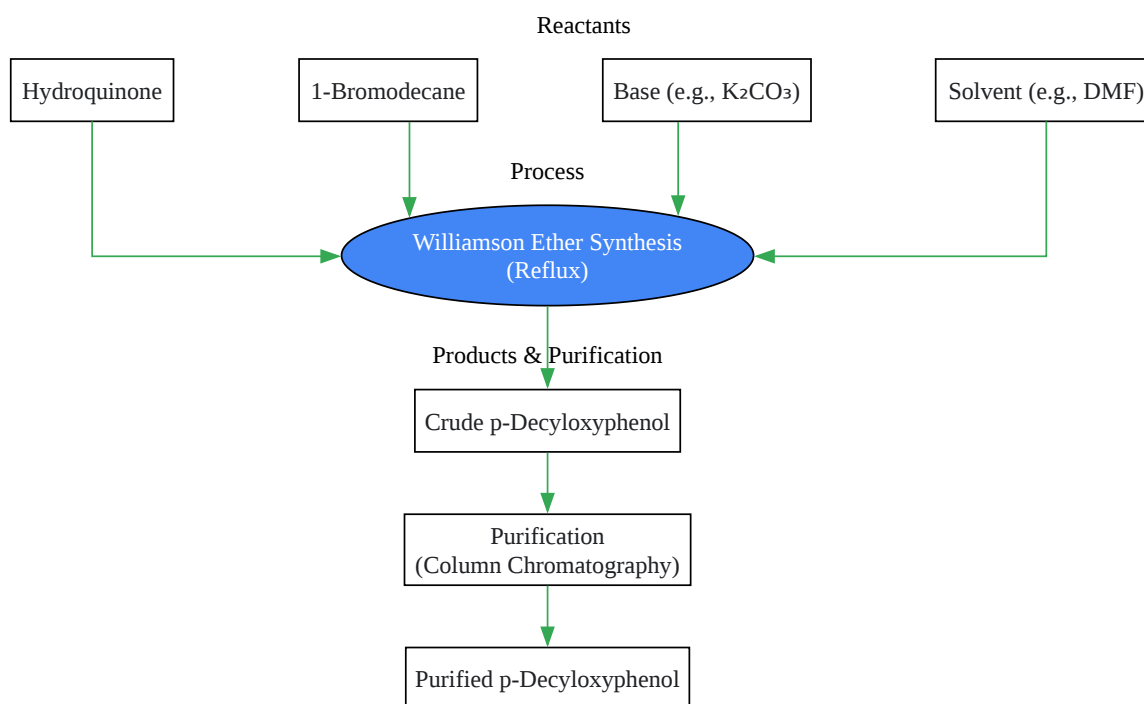 Reactants
Hydroquinone
1-Bromodecane
Base (e.g., K₂CO₃)
Solvent (e.g., DMF)
Process
Williamson Ether Synthesis
(Reflux)
Products & Purification
Crude p-Decyloxyphenol
Purification
(Column Chromatography)
Purified p-Decyloxyphenol